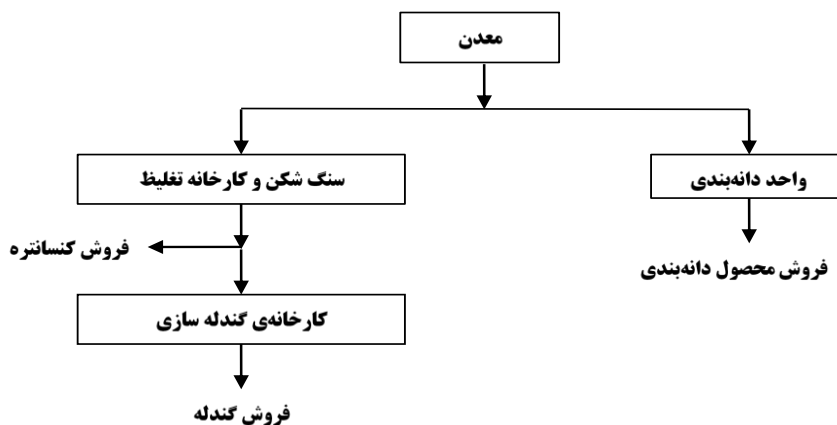 معدن
سنگ شکن و کارخانه تغلیظ
واحد دانه‌بندی
فروش کنسانتره
فروش محصول دانه‌بندی
کارخانه‌ی گندله سازی
فروش گندله